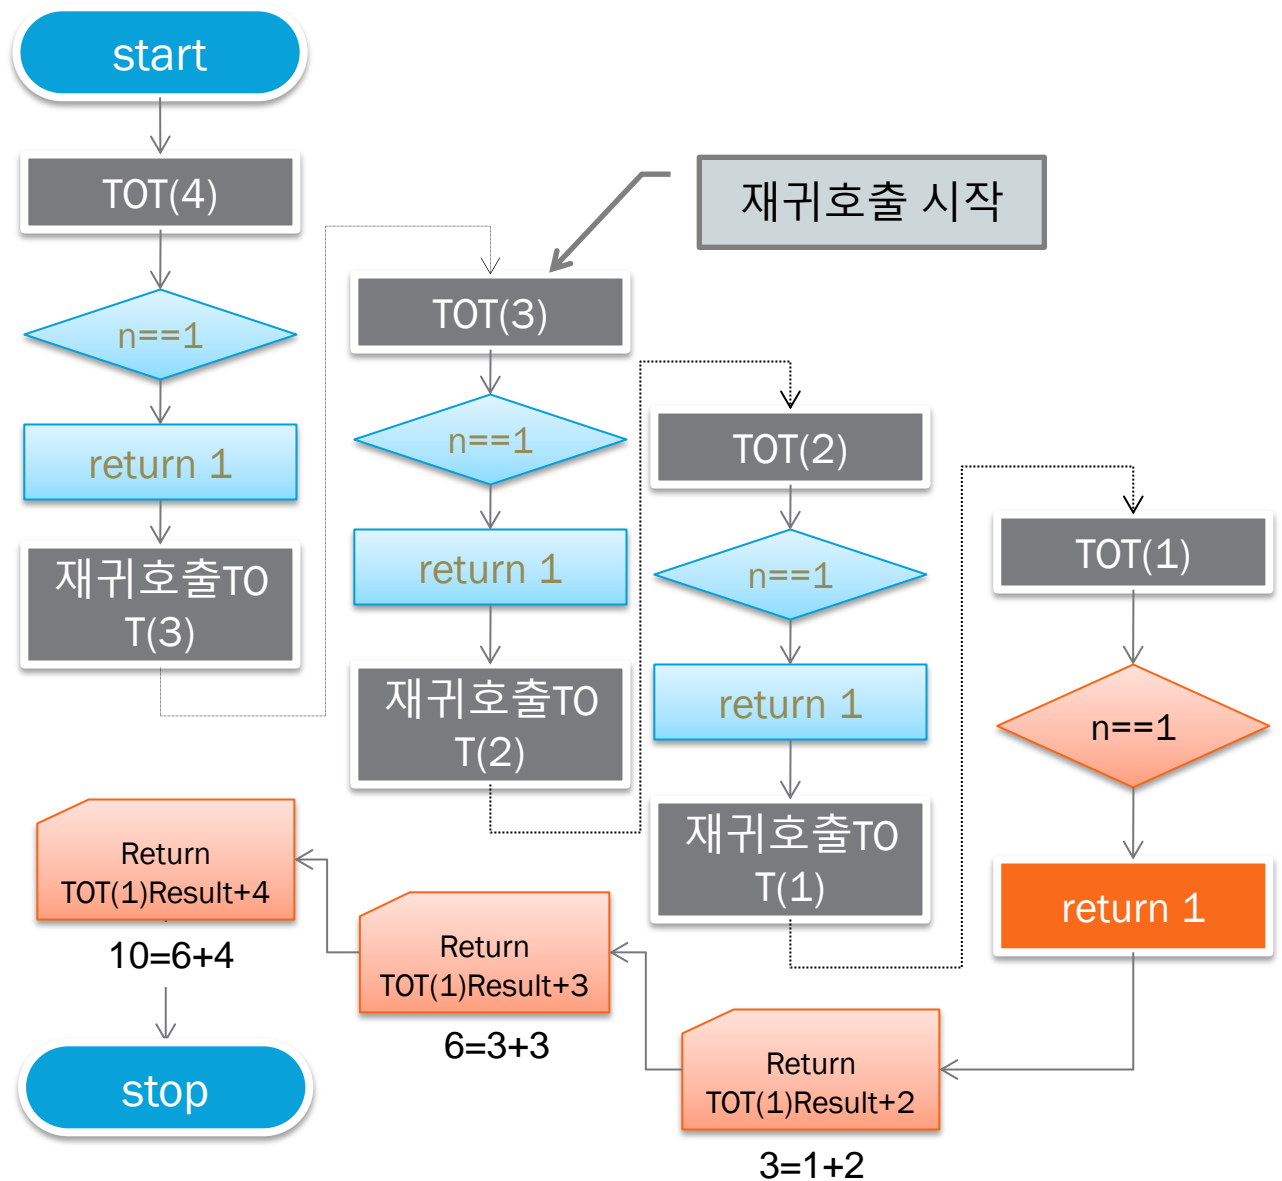 start
TOT(4)
n==1
return 1
재귀호출TO
T(3)
재귀호출 시작
TOT(3)
n==1
return 1
재귀호출TO
T(2)
TOT(2)
n==1
return 1
재귀호출TO
T(1)
TOT(1)
n==1
return 1
Return
TOT(1)Result+2
3=1+2
Return
TOT(1)Result+3
6=3+3
Return
TOT(1)Result+4
10=6+4
stop